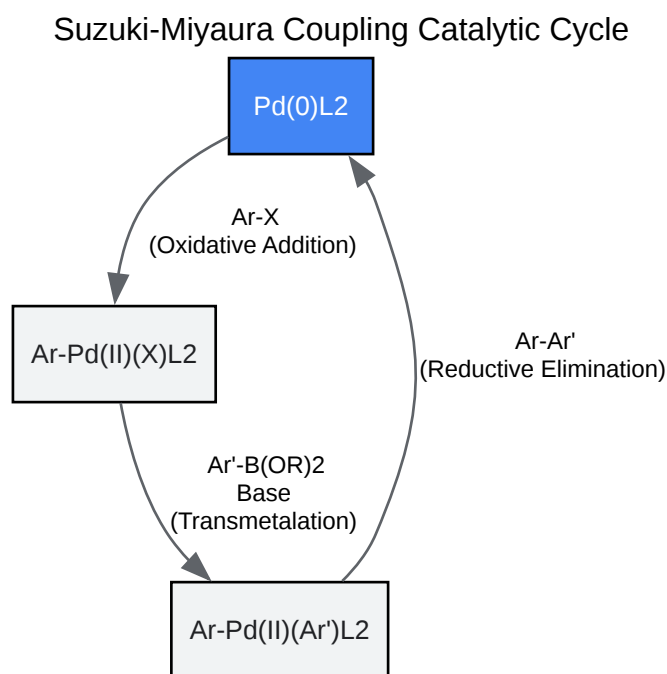 Suzuki-Miyaura Coupling Catalytic Cycle
Pd(0)L2
Ar-X
(Oxidative Addition)
Ar-Pd(II)(X)L2
Ar-Ar'
(Reductive Elimination)
Ar'-B(OR)2
Base
(Transmetalation)
Ar-Pd(II)(Ar')L2